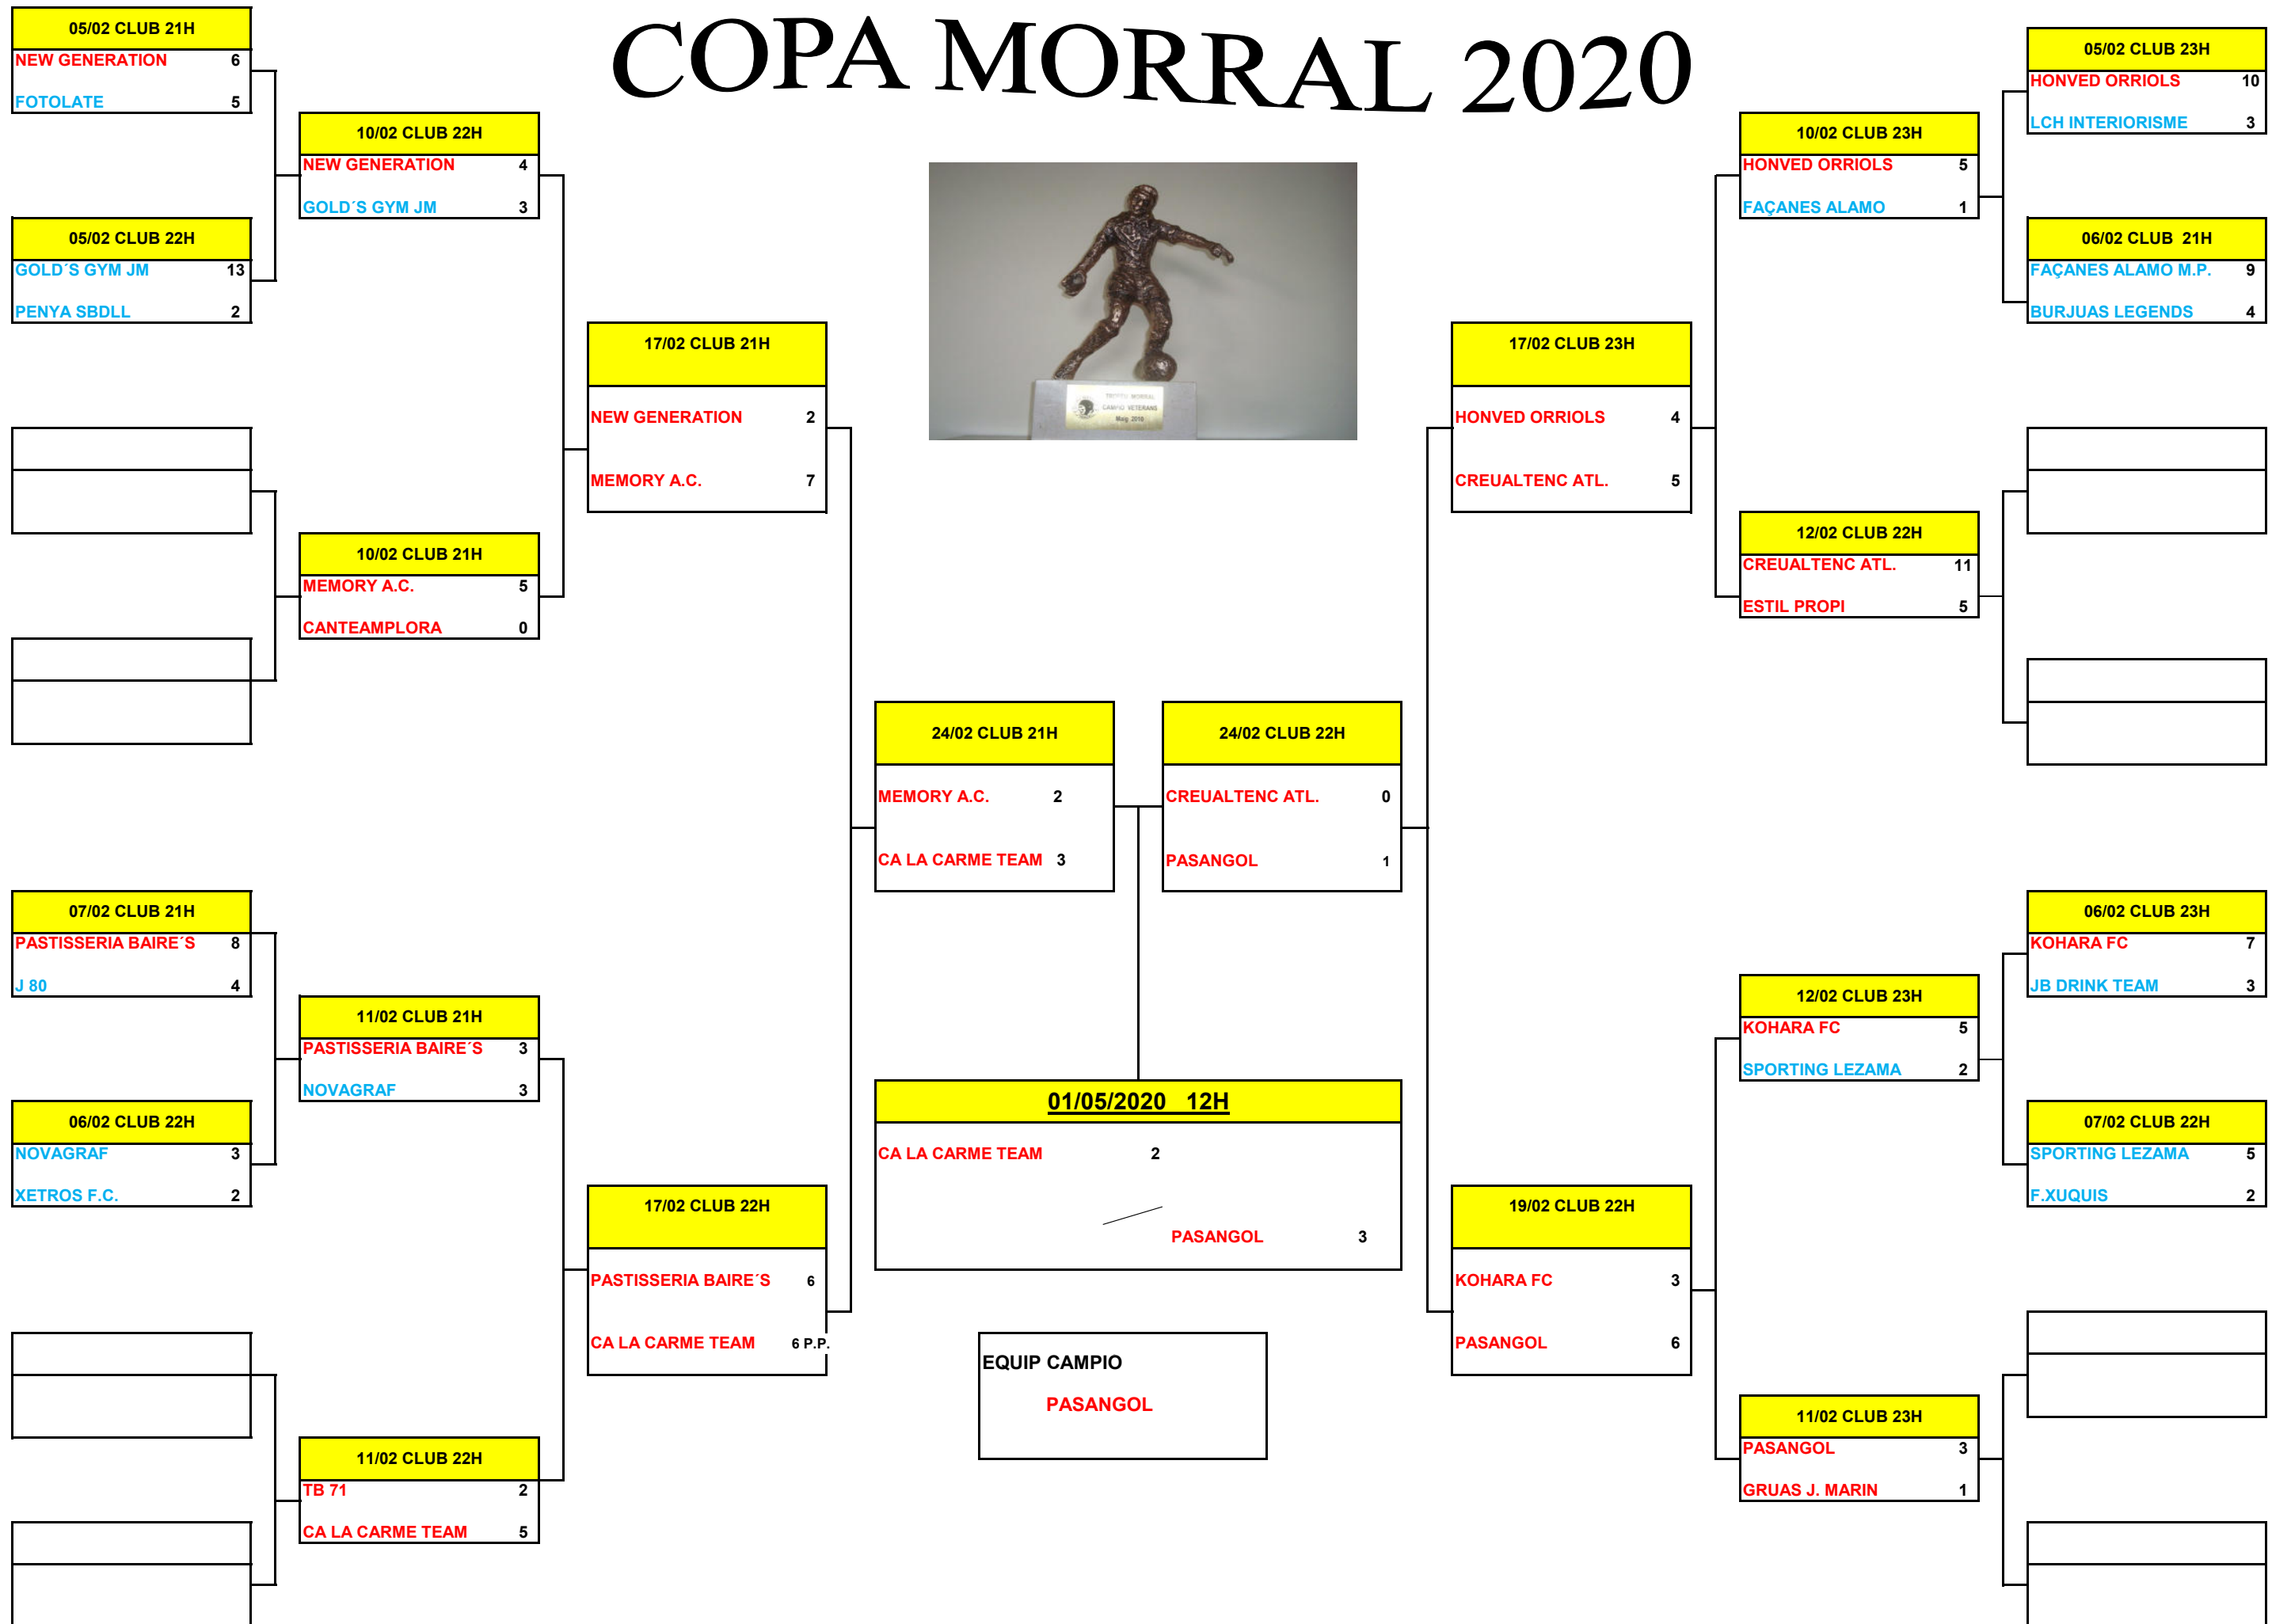 COPA MORRAL 2020
05/02 CLUB 21H
NEW GENERATION 6
FOTOLATE 5
05/02 CLUB 22H
GOLD´S GYM JM 13
PENYA SBDLL 2
10/02 CLUB 22H
NEW GENERATION 4
GOLD´S GYM JM 3
10/02 CLUB 21H
MEMORY A.C. 5
CANTEAMPLORA 0
17/02 CLUB 21H
NEW GENERATION 2
MEMORY A.C. 7
07/02 CLUB 21H
PASTISSERIA BAIRE´S 8
J 80 4
06/02 CLUB 22H
NOVAGRAF 3
XETROS F.C. 2
11/02 CLUB 21H
PASTISSERIA BAIRE´S 3
NOVAGRAF 3
11/02 CLUB 22H
TB 71 2
CA LA CARME TEAM 5
17/02 CLUB 22H
PASTISSERIA BAIRE´S 6
CA LA CARME TEAM 6 P.P.
TROFEU MORRAL
CAMPIO VETERANS
Maig 2010
24/02 CLUB 21H
MEMORY A.C. 2
CA LA CARME TEAM 3
24/02 CLUB 22H
CREUALTENC ATL. 0
PASANGOL 1
01/05/2020 12H
CA LA CARME TEAM 2
PASANGOL 3
EQUIP CAMPIO
PASANGOL
17/02 CLUB 23H
HONVED ORRIOLS 4
CREUALTENC ATL. 5
19/02 CLUB 22H
KOHARA FC 3
PASANGOL 6
10/02 CLUB 23H
HONVED ORRIOLS 5
FAÇANES ALAMO 1
12/02 CLUB 22H
CREUALTENC ATL. 11
ESTIL PROPI 5
12/02 CLUB 23H
KOHARA FC 5
SPORTING LEZAMA 2
11/02 CLUB 23H
PASANGOL 3
GRUAS J. MARIN 1
05/02 CLUB 23H
HONVED ORRIOLS 10
LCH INTERIORISME 3
06/02 CLUB 21H
FAÇANES ALAMO M.P. 9
BURJUAS LEGENDS 4
06/02 CLUB 23H
KOHARA FC 7
JB DRINK TEAM 3
07/02 CLUB 22H
SPORTING LEZAMA 5
F.XUQUIS 2